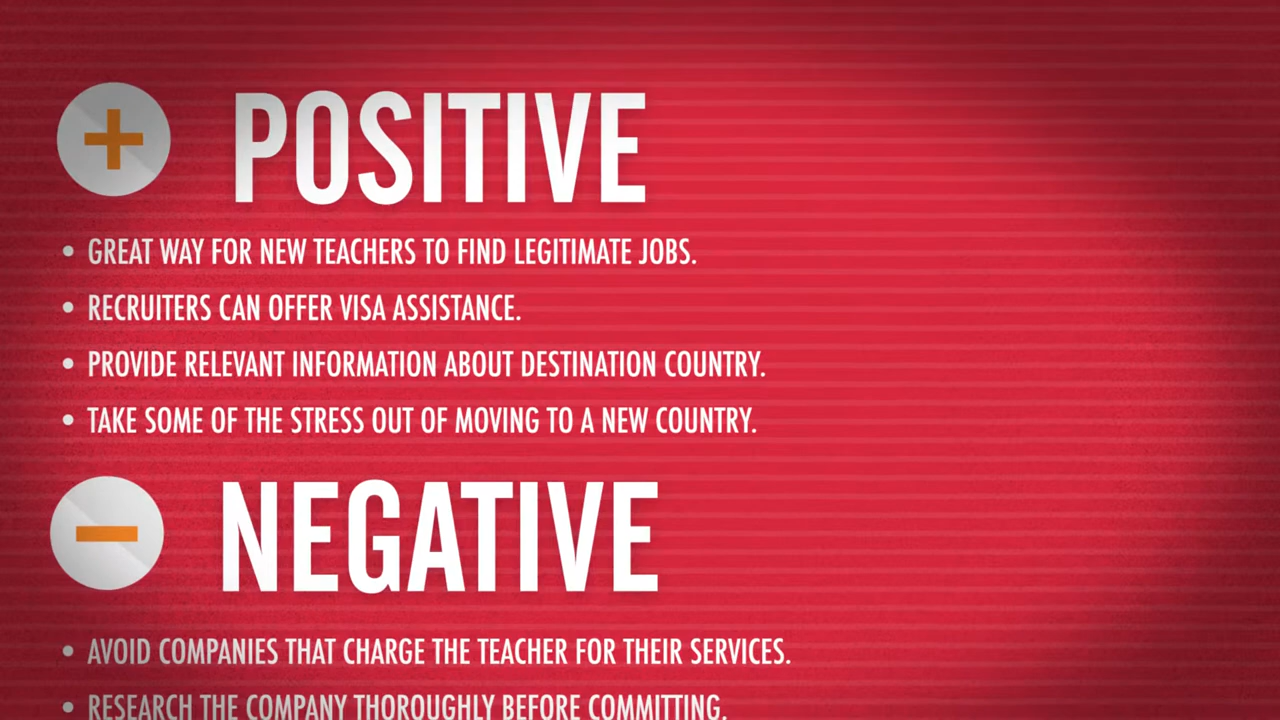 POSITIVE
• GREAT WAY FOR NEW TEACHERS TO FIND LEGITIMATE JOBS.
• RECRUITERS CAN OFFER VISA ASSISTANCE.
• PROVIDE RELEVANT INFORMATION ABOUT DESTINATION COUNTRY.
• TAKE SOME OF THE STRESS OUT OF MOVING TO A NEW COUNTRY.
NEGATIVE
• AVOID COMPANIES THAT CHARGE THE TEACHER FOR THEIR SERVICES.
• RESEARCH THE COMPANY THOROUGHLY BEFORE COMMITTING.